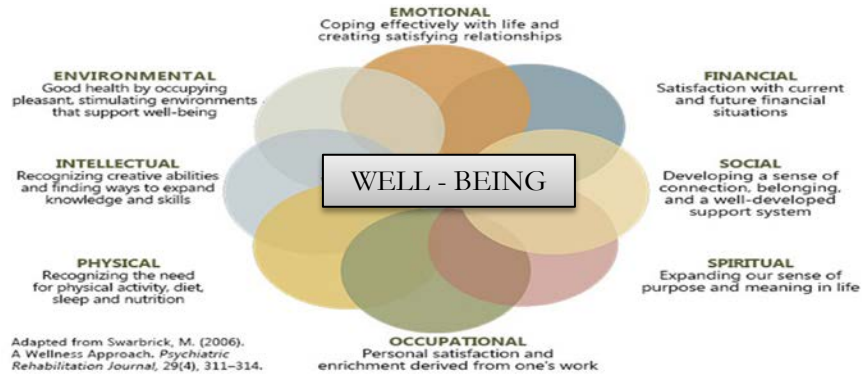 EMOTIONAL
Coping effectively with life and
creating satisfying relationships
ENVIRONMENTAL
Good health by occupying
pleasant, stimulating environments
that support well-being
FINANCIAL
Satisfaction with current
and future financial
situations
INTELLECTUAL
Recognizing creative abilities
and finding ways to expand
knowledge and skills
WELL - BEING
SOCIAL
Developing a sense of
connection, belonging,
and a well-developed
support system
PHYSICAL
Recognizing the need
for physical activity, diet,
sleep and nutrition
SPIRITUAL
Expanding our sense of
purpose and meaning in life
OCCUPATIONAL
Personal satisfaction and
enrichment derived from one's work
Adapted from Swarbrick, M. (2006).
A Wellness Approach. Psychiatric
Rehabilitation Journal, 29(4), 311–314.